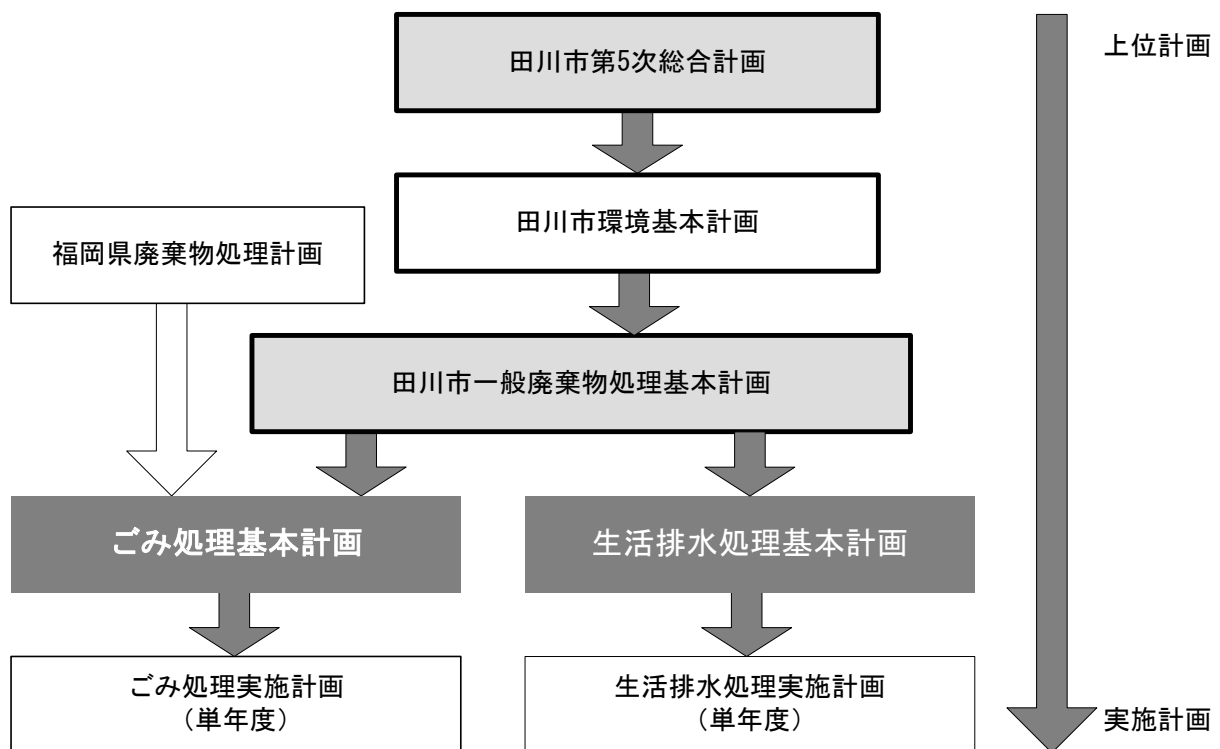 田川市第5次総合計画
上位計画
田川市環境基本計画
福岡県廃棄物処理計画
田川市一般廃棄物処理基本計画
ごみ処理基本計画
生活排水処理基本計画
ごみ処理実施計画
（単年度）
生活排水処理実施計画
（単年度）
実施計画